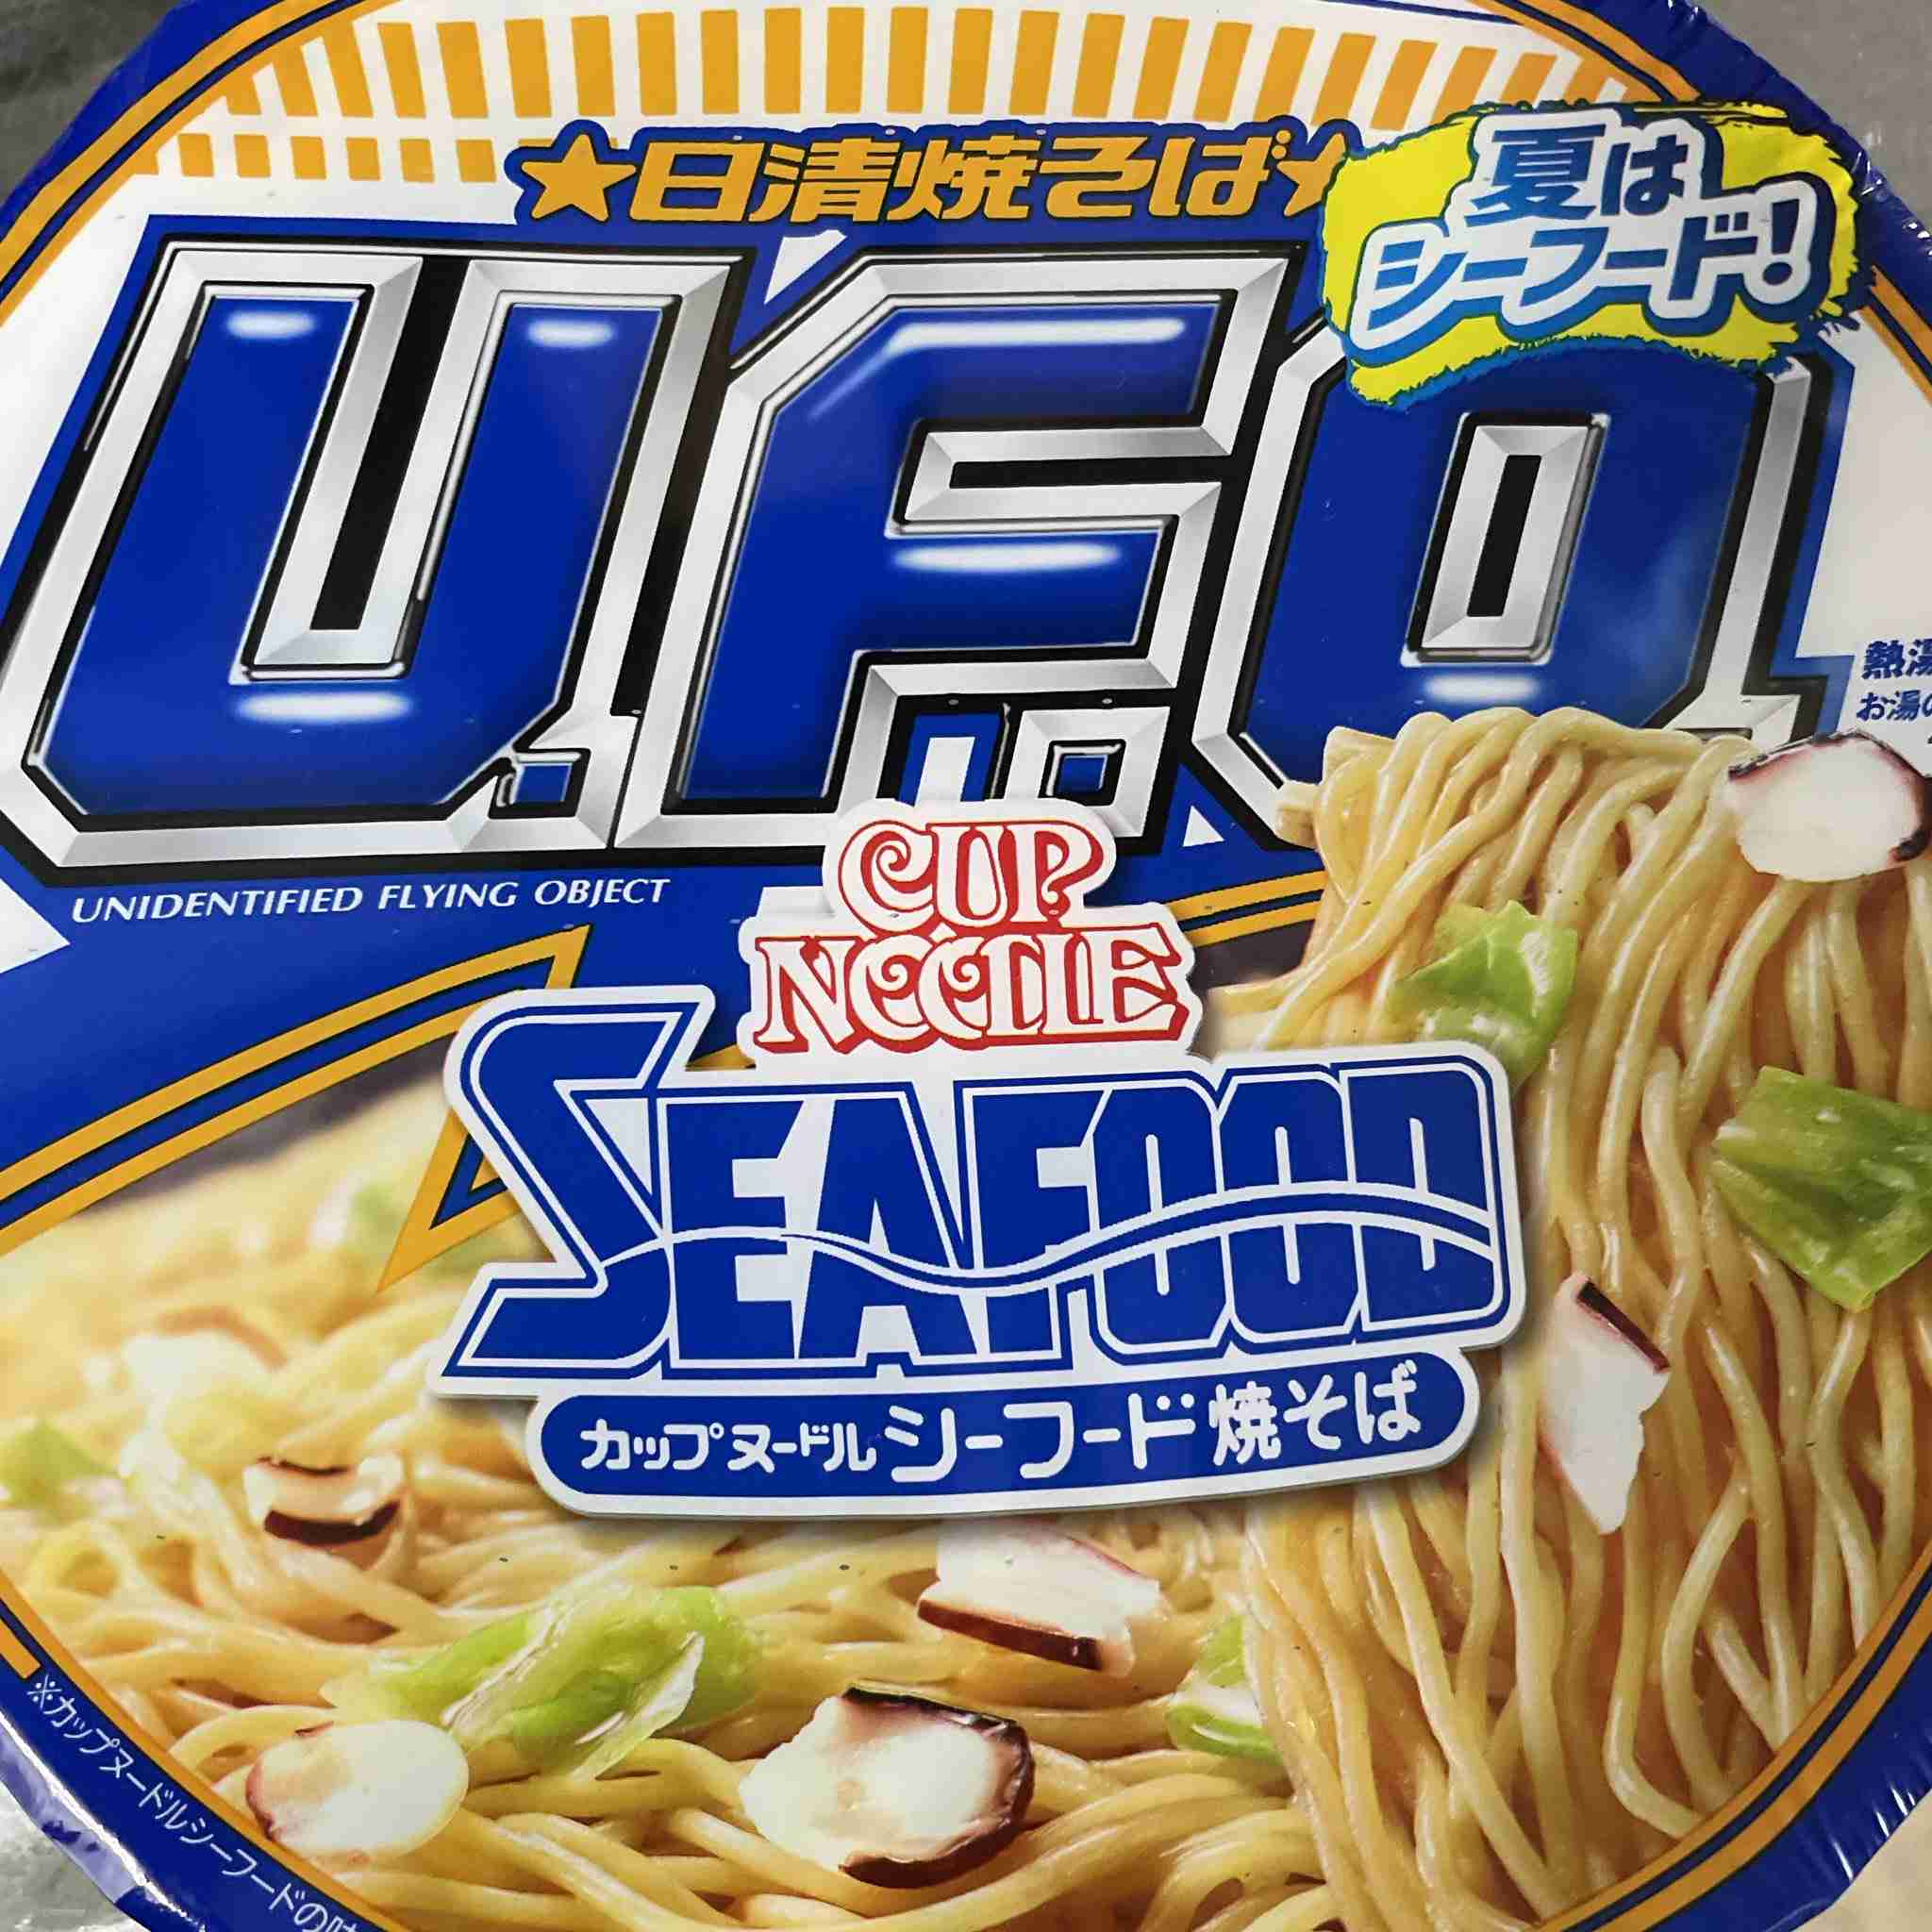 ★日清焼そば★
夏は
シーフード!
U.F.O.
UNIDENTIFIED FLYING OBJECT
熱湯
お湯の
CUP
NOODLE
SEAFOOD
カップヌードルシーフード焼そば
※カップヌードルシーフードの味